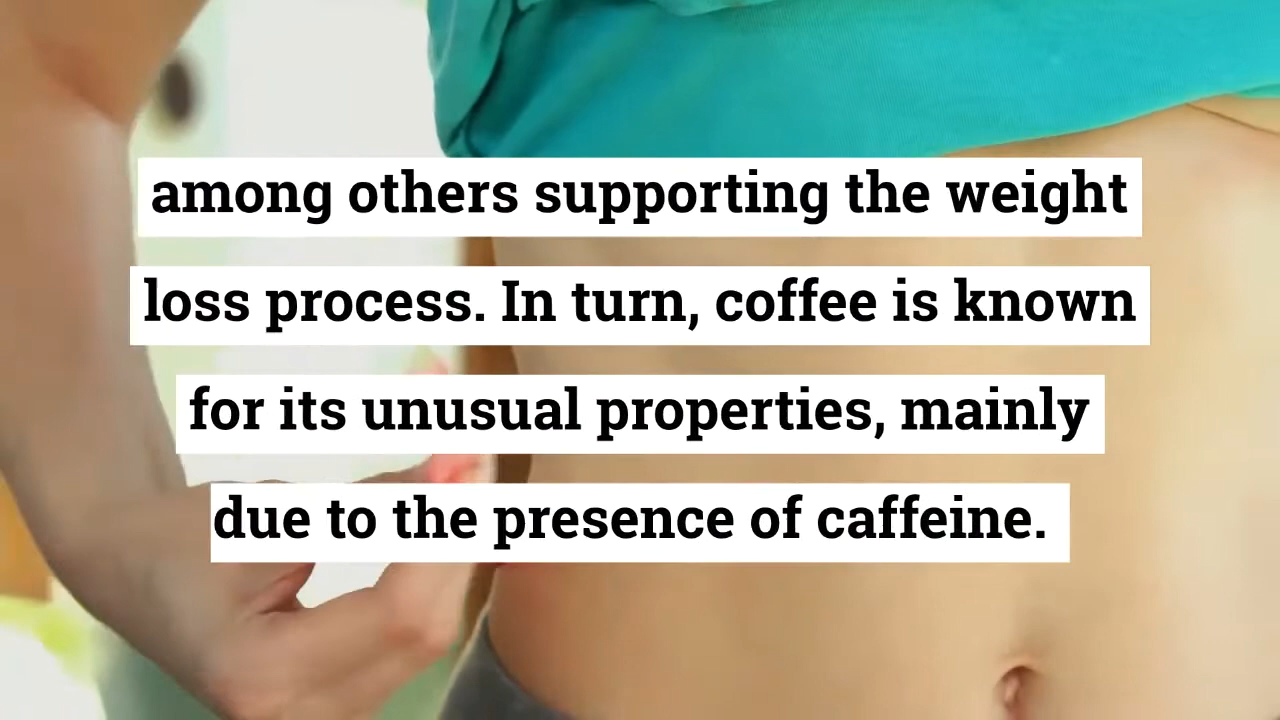 among others supporting the weight
loss process. In turn, coffee is known
for its unusual properties, mainly
due to the presence of caffeine.